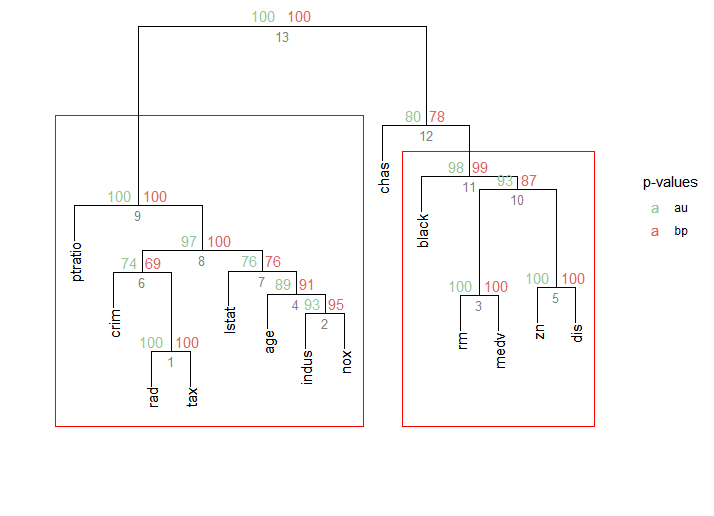 100 100
13
80 78
12
chas
98 99
11
93 87
10
black
100 100
9
ptratio
97 100
8
74 69
6
76 76
7
crim
lstat
89 91
4
age
93 95
2
indus
nox
100 100
1
rad
tax
100 100
3
rm
medv
100 100
5
zn
dis
p-values
a au
a bp